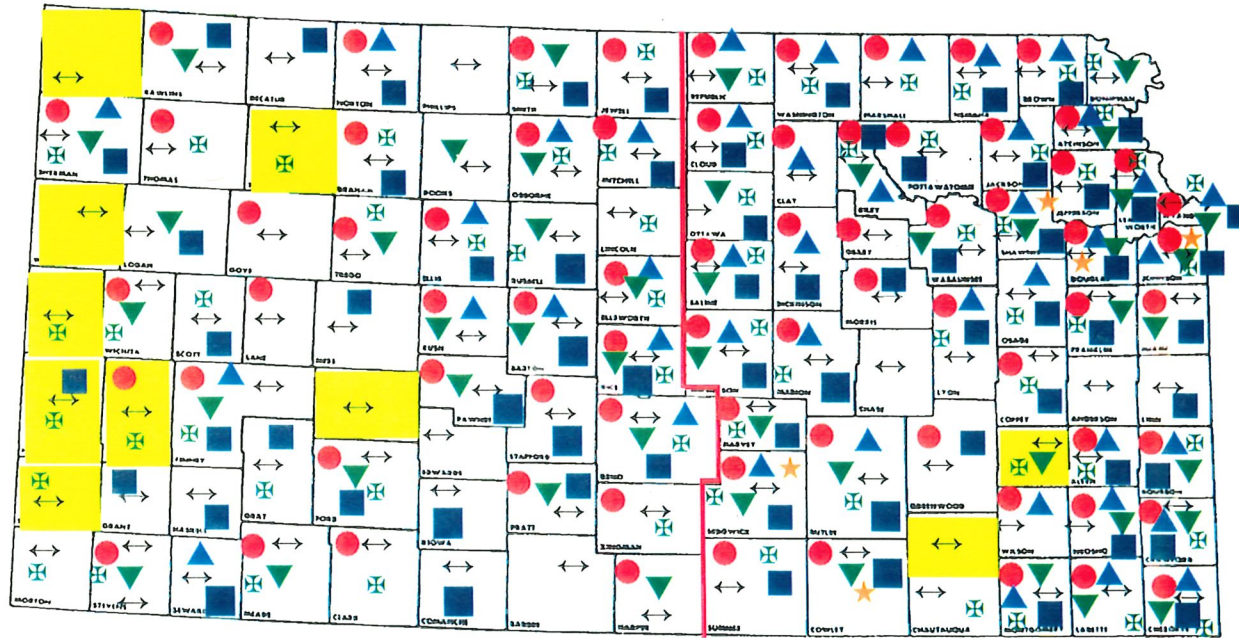 RAWLINS
DECATUR
NORTON
PHILLIPS
SMITH
JEWELL
REPUBLIC
WASHINGTON
MARSHALL
NEMAHA
BROWN
DONIPHAN
SHERMAN
THOMAS
GRAHAM
ROOKS
OSBORNE
MITCHELL
CLOUD
CLAY
RILEY
POTTAWATOMIE
JACKSON
ATCHISON
JEFFERSON
LOGAN
GOVE
TREGO
ELLIS
RUSSELL
LINCOLN
OTTAWA
GEARY
WABAUNSEE
SHAWNEE
DOUGLAS
JOHNSON
WICHITA
SCOTT
LANE
NESS
RUSH
BARTON
ELLSWORTH
SALINE
DICKINSON
MORRIS
OSAGE
FRANKLIN
MIAMI
FINNEY
PAWNEE
STAFFORD
RICE
MARION
CHASE
LYON
COFFEY
ANDERSON
LINN
GRANT
HASKELL
GRAY
FORD
EDWARDS
KIOWA
PRATT
RENO
KINGMAN
HARVEY
SEDGWICK
BUTLER
GREENWOOD
ALLEN
BOURBON
WILSON
NEOSHO
CRAWFORD
MORTON
STEVENS
SEWARD
MEADE
CLARK
COMANCHE
BARBER
HARPER
SUMNER
COWLEY
CHAUTAUQUA
MONTGOMERY
LABETTE
CHEROKEE